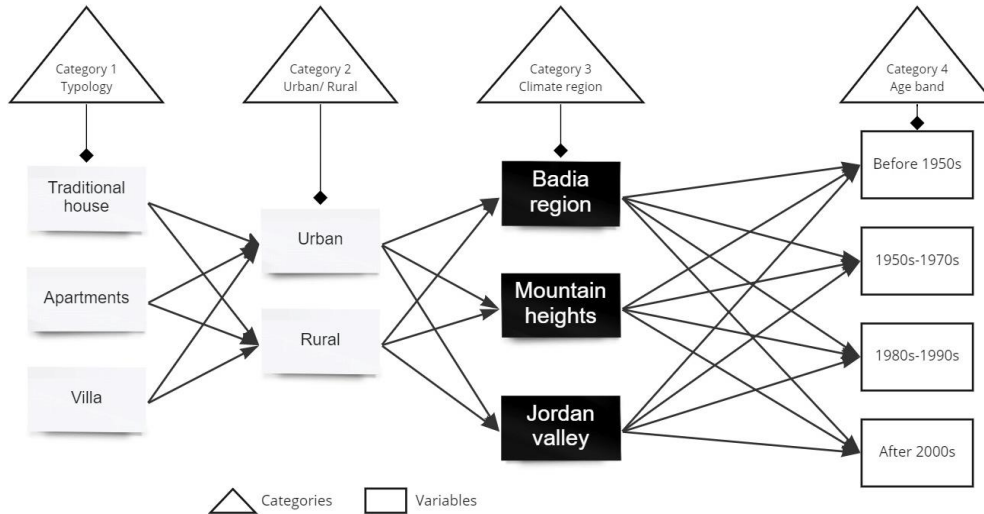 Category 1
Typology
Category 2
Urban/ Rural
Category 3
Climate region
Category 4
Age band
Traditional
house
Apartments
Villa
Urban
Rural
Badia
region
Mountain
heights
Jordan
valley
Before 1950s
1950s-1970s
1980s-1990s
After 2000s
Categories
Variables